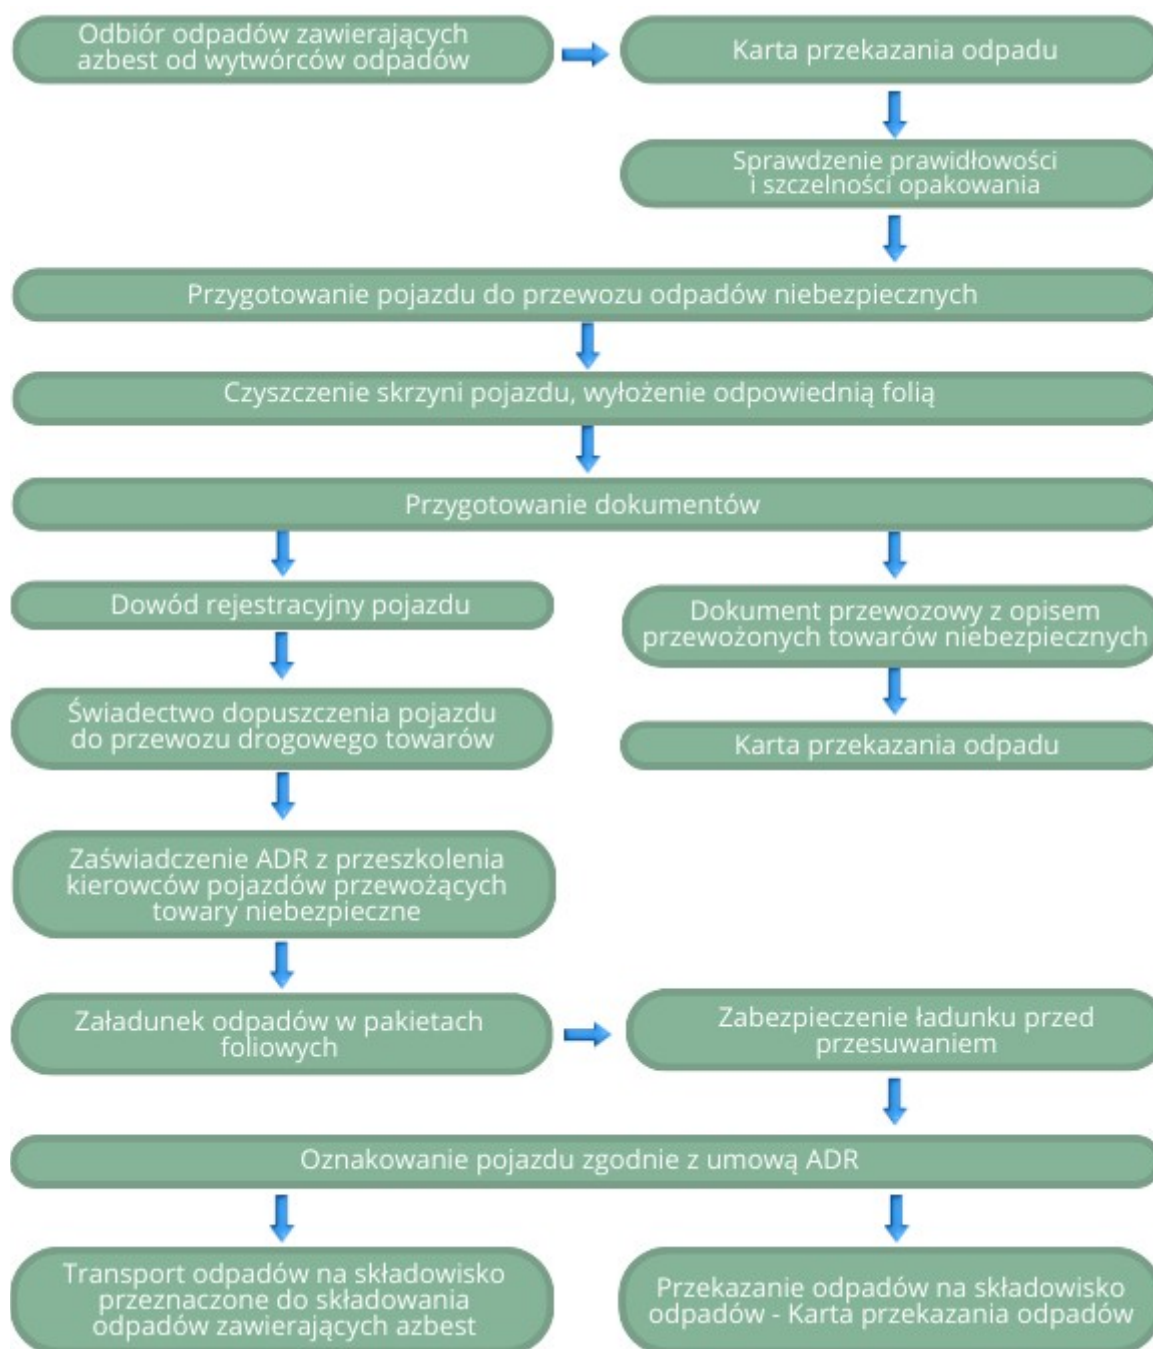 Odbiór odpadów zawierających
azbest od wytwórców odpadów
Karta przekazania odpadu
Sprawdzenie prawidłowości
i szczelności opakowania
Przygotowanie pojazdu do przewozu odpadów niebezpiecznych
Czyszczenie skrzyni pojazdu, wyłożenie odpowiednią folią
Przygotowanie dokumentów
Dowód rejestracyjny pojazdu
Świadectwo dopuszczenia pojazdu
do przewozu drogowego towarów
Zaświadczenie ADR z przeszkolenia
kierowców pojazdów przewożących
towary niebezpieczne
Dokument przewozowy z opisem
przewożonych towarów niebezpiecznych
Karta przekazania odpadu
Załadunek odpadów w pakietach
foliowych
Zabezpieczenie ładunku przed
przesuwaniem
Oznakowanie pojazdu zgodnie z umową ADR
Transport odpadów na składowisko
przeznaczone do składowania
odpadów zawierających azbest
Przekazanie odpadów na składowisko
odpadów - Karta przekazania odpadów